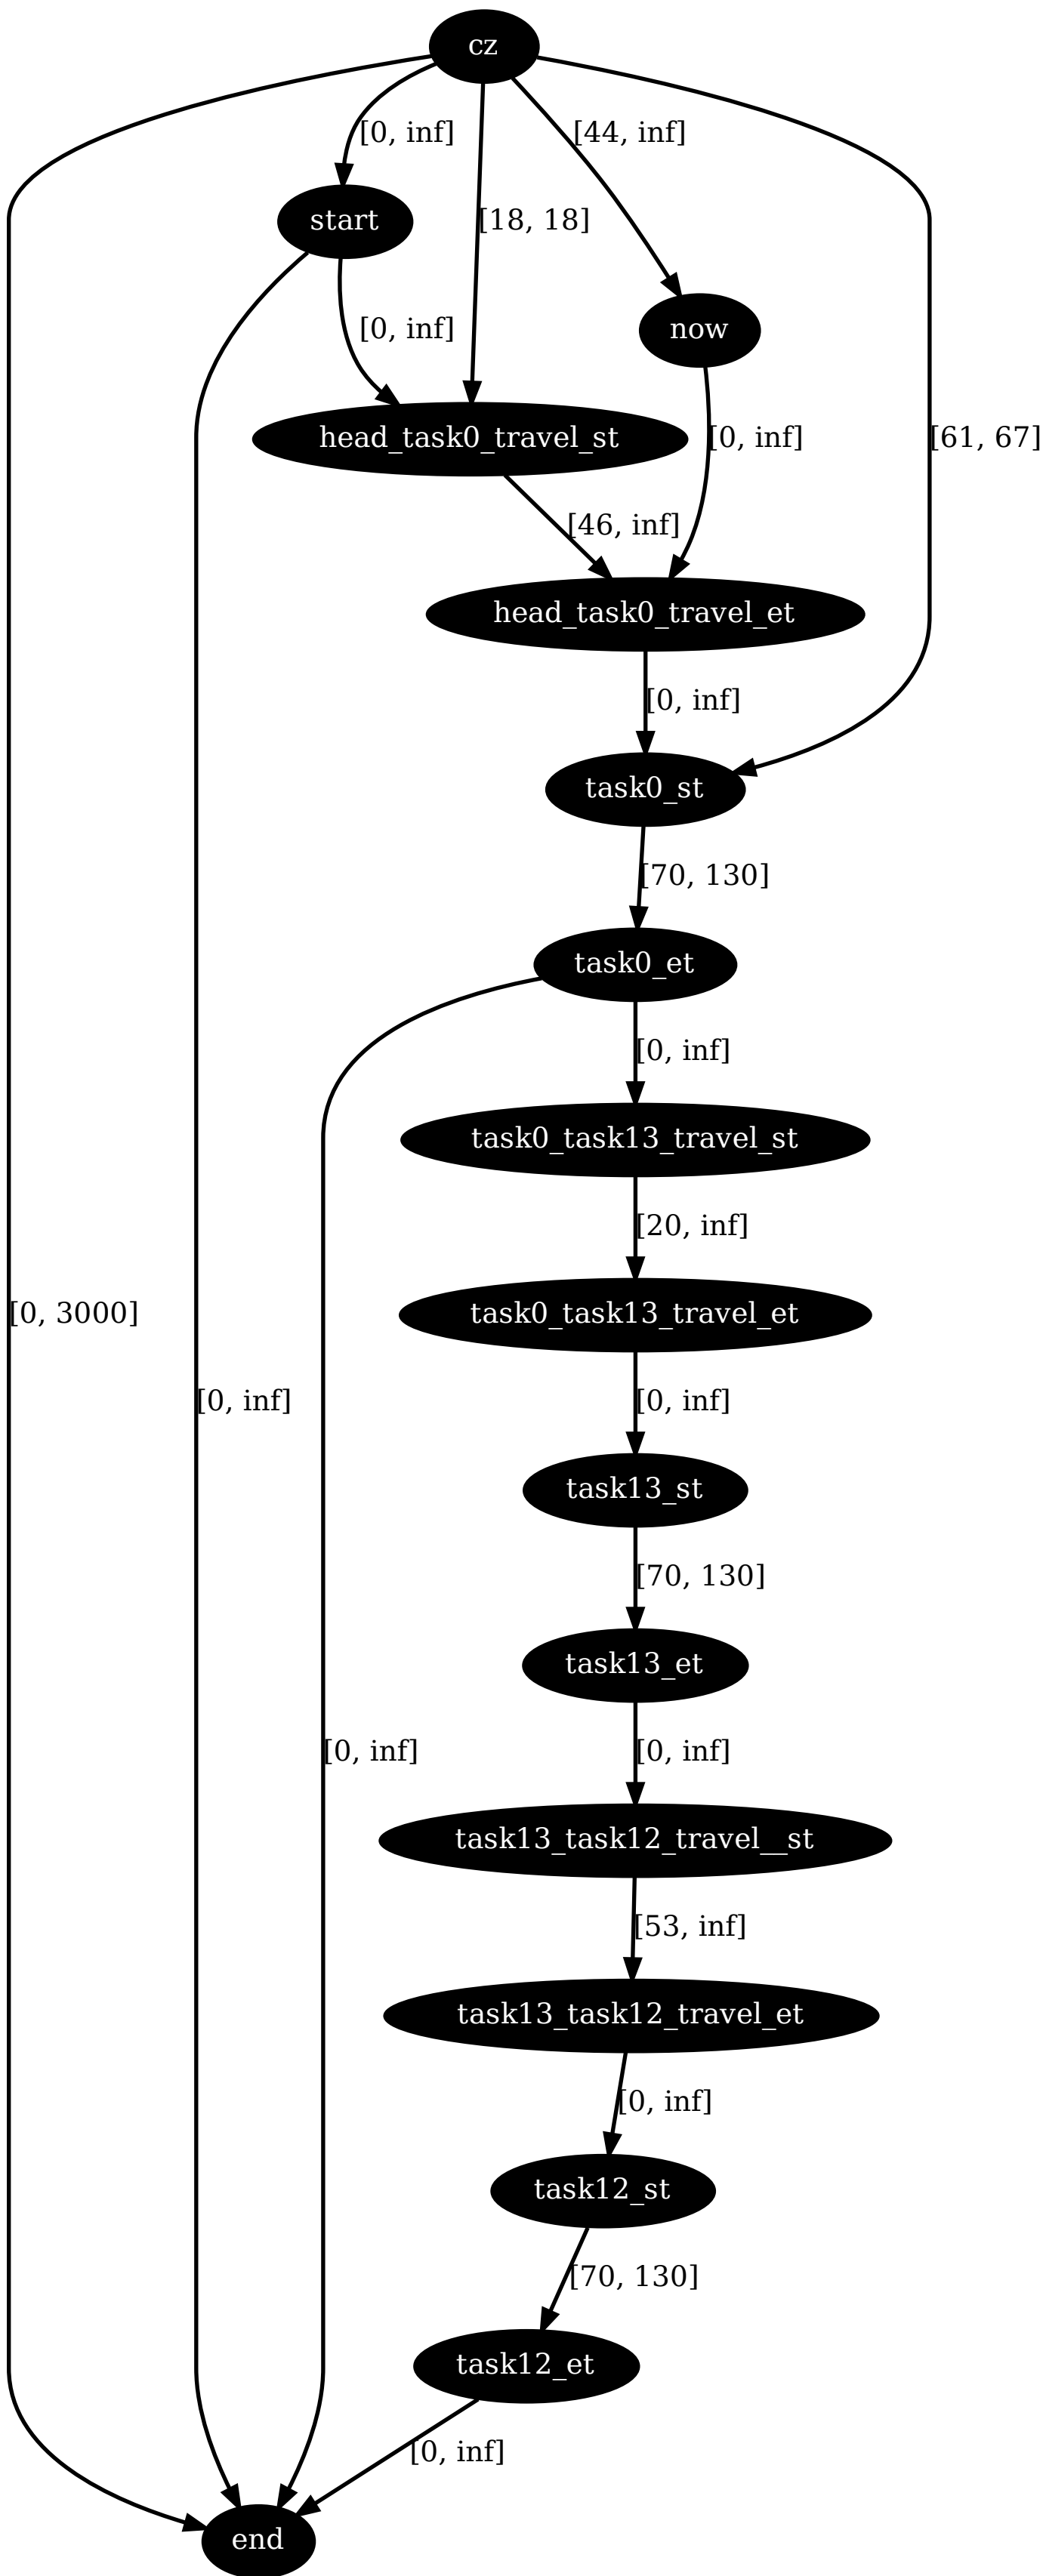 cz
[0, inf]
[44, inf]
start
[18, 18]
now
[0, inf]
head_task0_travel_st
[0, inf]
[61, 67]
[46, inf]
head_task0_travel_et
[0, inf]
task0_st
[70, 130]
task0_et
[0, inf]
task0_task13_travel_st
[20, inf]
[0, 3000]
task0_task13_travel_et
[0, inf]
[0, inf]
task13_st
[70, 130]
task13_et
[0, inf]
[0, inf]
task13_task12_travel__st
[53, inf]
task13_task12_travel_et
[0, inf]
task12_st
[70, 130]
task12_et
[0, inf]
end